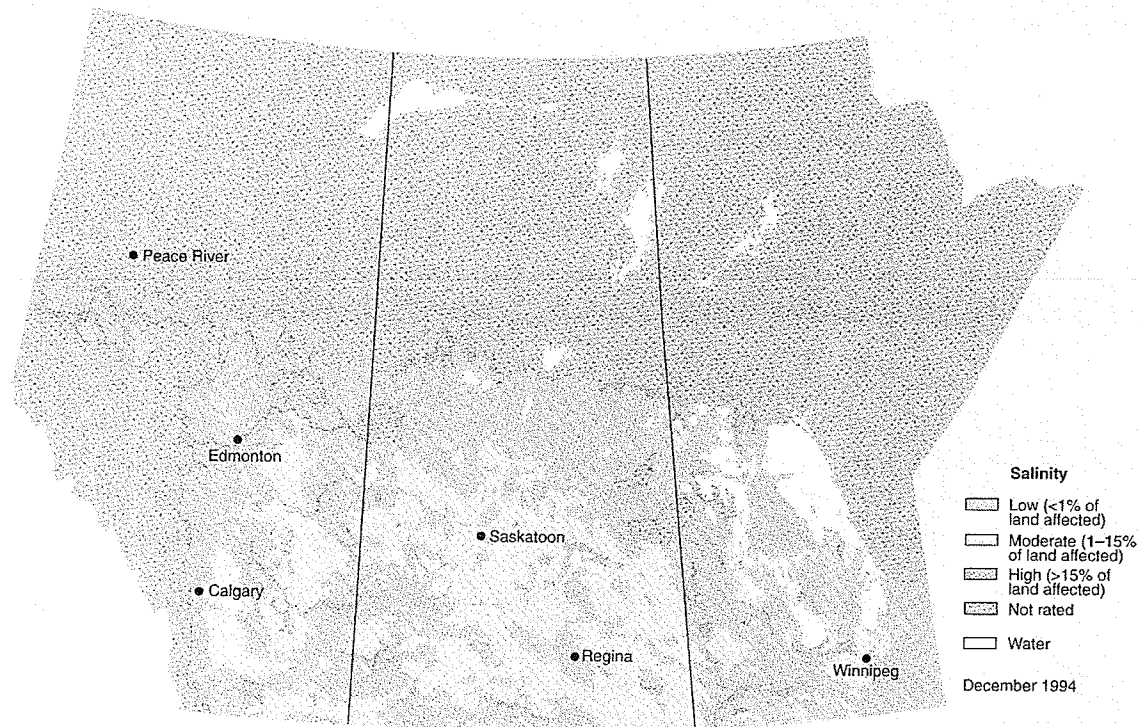 Peace River
Edmonton
Saskatoon
Calgary
Regina
Winnipeg
Salinity
Low (<1% of
land affected)
Moderate (1–15%
of land affected)
High (>15% of
land affected)
Not rated
Water
December 1994